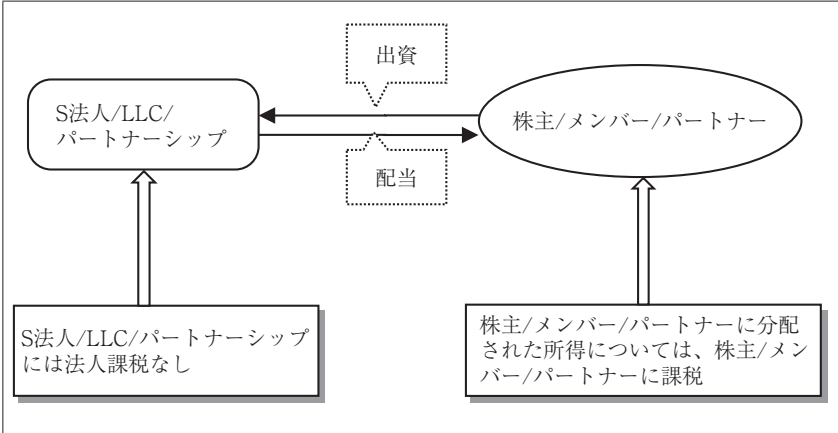 出資
S法人/LLC/
パートナーシップ
株主/メンバー/パートナー
配当
S法人/LLC/パートナーシップ
には法人課税なし
株主/メンバー/パートナーに分配
された所得については、株主/メン
バー/パートナーに課税